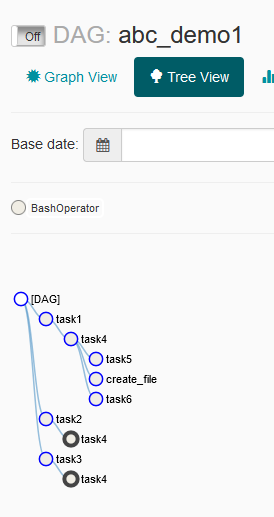 Off DAG: abc_demo1
Graph View Tree View
Base date:
BashOperator
[DAG]
task1
task4
task5
create_file
task6
task2
task4
task3
task4